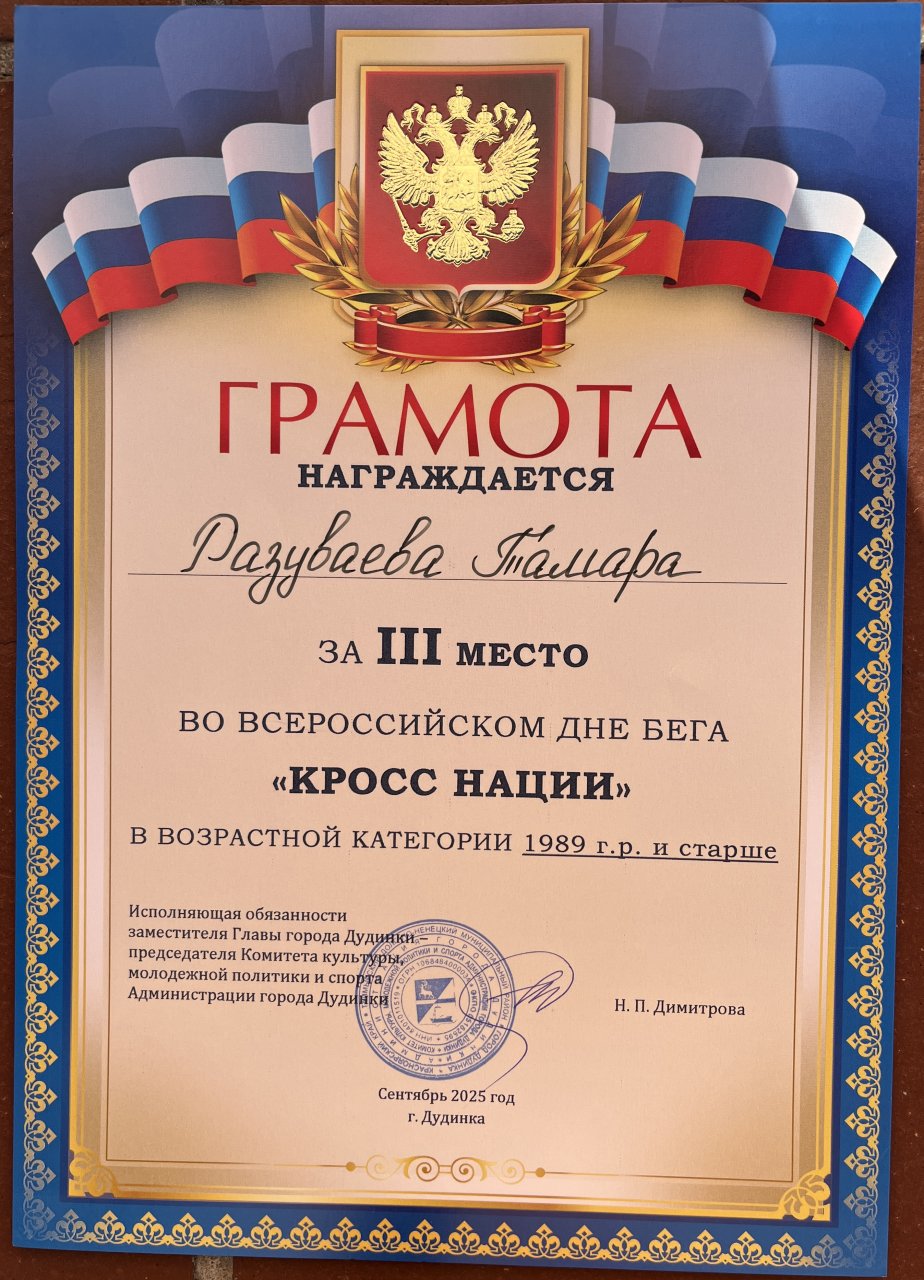 ГРАМОТА
НАГРАЖДАЕТСЯ
Разуваева Тамара
ЗА III МЕСТО
ВО ВСЕРОССИЙСКОМ ДНЕ БЕГА
«КРОСС НАЦИИ»
В ВОЗРАСТНОЙ КАТЕГОРИИ 1989 г.р. и старше
Исполняющая обязанности
заместителя Главы города Дудинки –
председателя Комитета культуры,
молодежной политики и спорта
Администрации города Дудинки
Н. П. Димитрова
Сентябрь 2025 год
г. Дудинка